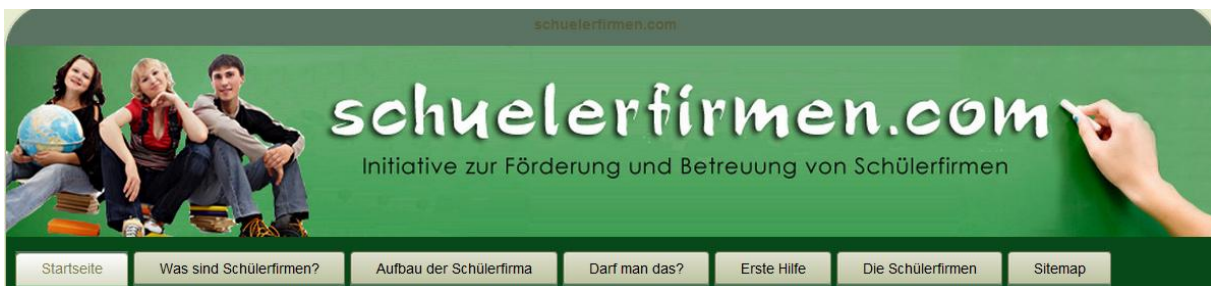 schuelerfirmen.com
schuelerfirmen.com
Initiative zur Förderung und Betreuung von Schülerfirmen
Startseite Was sind Schülerfirmen? Aufbau der Schülerfirma Darf man das? Erste Hilfe Die Schülerfirmen Sitemap